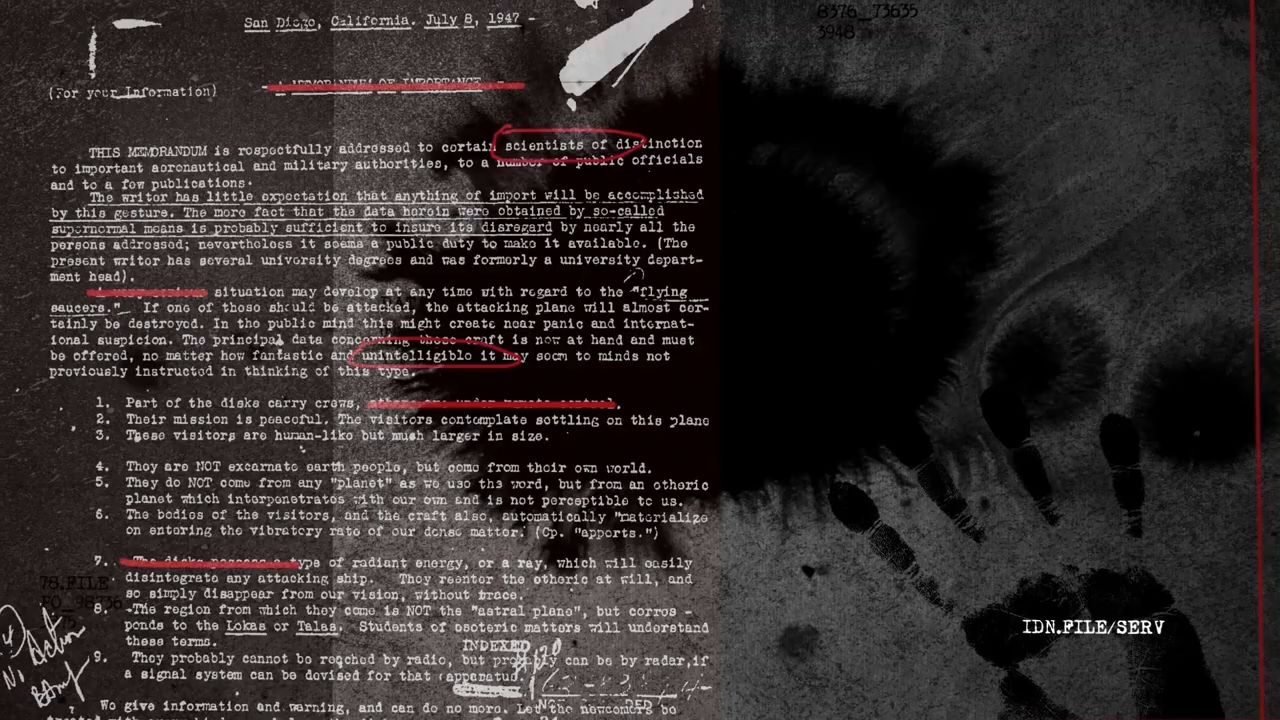 San Diego, California. July 8, 1947 -
A MEMORANDUM OF IMPORTANCE
(For your Information)
THIS MEMORANDUM is respectfully addressed to certain scientists of distinction
to important aeronautical and military authorities, to a number of public officials
and to a few publications.
The writer has little expectation that anything of import will be accomplished
by this gesture. The more fact that the data herein were obtained by so-called
supernormal means is probably sufficient to insure its disregard by nearly all the
persons addressed; nevertheless it seems a public duty to make it available. (The
present writer has several university degrees and was formerly a university depart-
ment head).
situation may develop at any time with regard to the "flying
saucers." If one of these should be attacked, the attacking plane will almost cer-
tainly be destroyed. In the public mind this might create near panic and internat-
ional suspicion. The principal data concerning these craft is now at hand and must
be offered, no matter how fantastic and unintelligible it may seem to minds not
previously instructed in thinking of this type.
1. Part of the disks carry crews, others are under remote control.
2. Their mission is peaceful. The visitors contemplate settling on this plane
3. These visitors are human-like but much larger in size.
4. They are NOT excarnate earth people, but come from their own world.
5. They do NOT come from any "planet" as we use the word, but from an etheric
planet which interpenetrates with our own and is not perceptible to us.
6. The bodies of the visitors, and the craft also, automatically "materialize
on entering the vibratory rate of our dense matter. (Cp. "apports.")
7. The disks possess a type of radiant energy, or a ray, which will easily
disintegrate any attacking ship. They reenter the etheric at will, and
so simply disappear from our vision, without trace.
8. The region from which they come is NOT the "astral plane", but corros -
ponds to the Lokas or Talas. Students of esoteric matters will understand
these terms.
9. They probably cannot be reached by radio, but probably can be by radar, if
a signal system can be devised for that (apparatus.
We give information and warning, and can do no more. Let the newcomers be
INDEXED
Action
78.FILE
8376_73635
3948
IDN.FILE/SERV